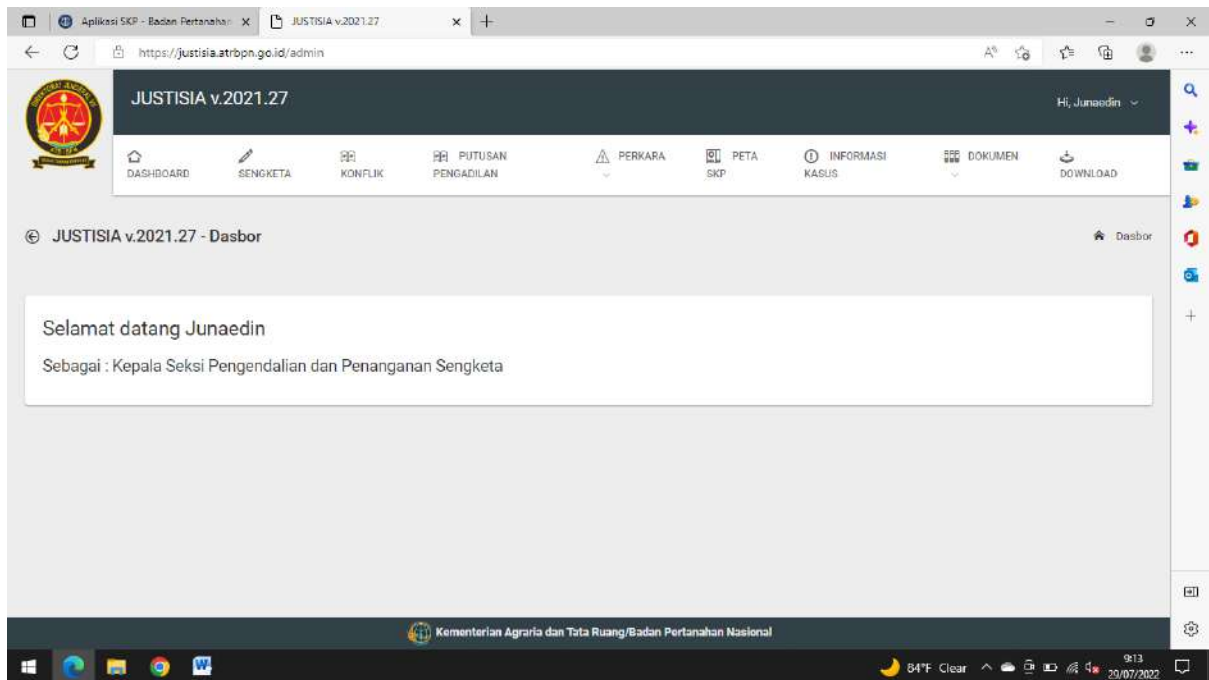 Aplikasi SKP - Badan Pertanahan
JUSTISIA v.2021.27
https://justisia.atrbpn.go.id/admin
JUSTISIA v.2021.27
Hi, Junaedin
DASHBOARD
SENGKETA
KONFLIK
PUTUSAN
PENGADILAN
PERKARA
PETA
SKP
INFORMASI
KASUS
DOKUMEN
DOWNLOAD
JUSTISIA v.2021.27 - Dasbor
Dasbor
Selamat datang Junaedin
Sebagai : Kepala Seksi Pengendalian dan Penanganan Sengketa
Kementerian Agraria dan Tata Ruang/Badan Pertanahan Nasional
84°F Clear
9:13
29/07/2022